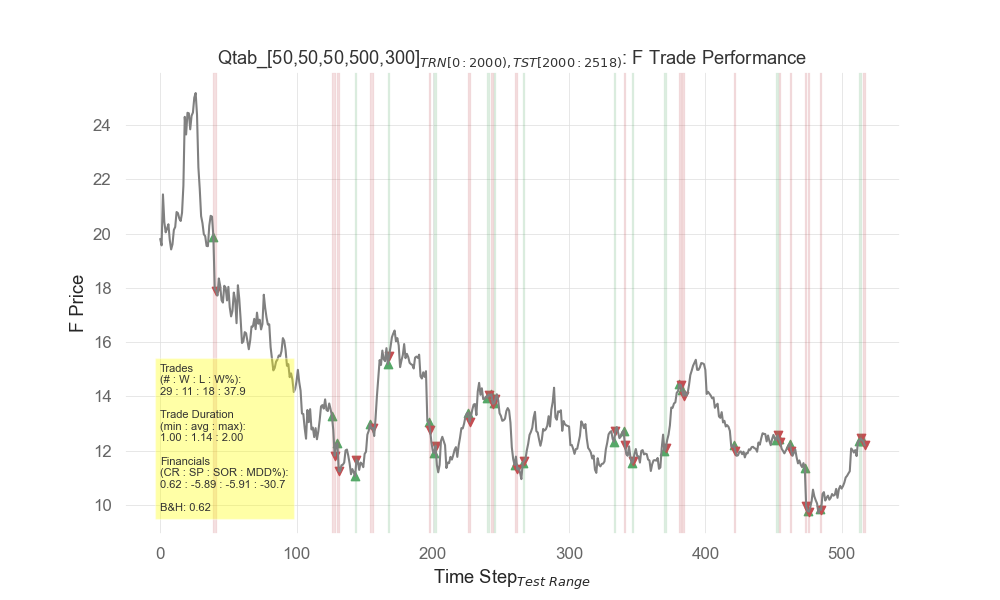 Qtab_[50,50,50,500,300]TRN[0:2000),TST[2000:2518): F Trade Performance
F Price
24
22
20
18
16
14
12
10
Trades
(# : W : L : W%):
29 : 11 : 18 : 37.9
Trade Duration
(min : avg : max):
1.00 : 1.14 : 2.00
Financials
(CR : SP : SOR : MDD%):
0.62 : -5.89 : -5.91 : -30.7
B&H: 0.62
0 100 200 300 400 500
Time StepTest Range